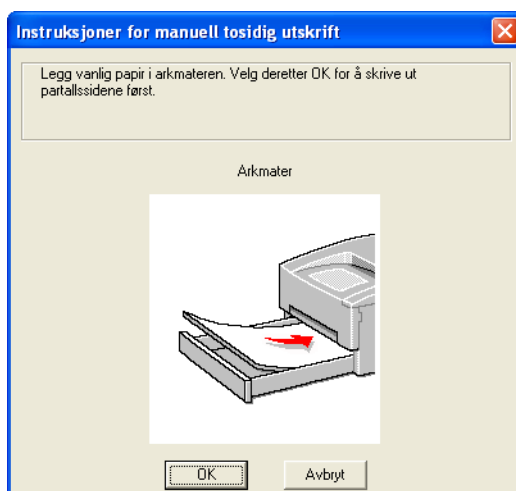 Instruksjoner for manuell tosidig utskrift
Legg vanlig papir i arkmateren. Velg deretter OK for å skrive ut
partallssidene først.
Arkmater
OK
Avbryt